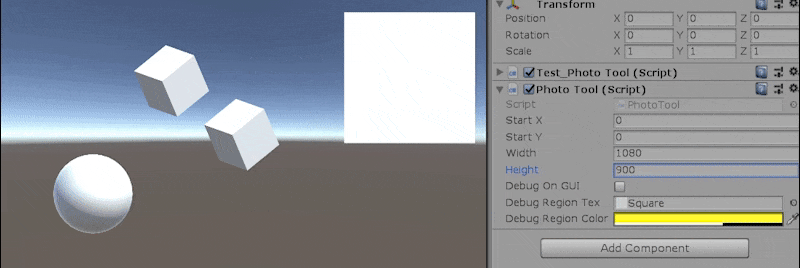 Transform
Position X 0 Y 0 Z 0
Rotation X 0 Y 0 Z 0
Scale X 1 Y 1 Z 1
Test_Photo Tool (Script)
Photo Tool (Script)
Script PhotoTool
Start X 0
Start Y 0
Width 1080
Height 900
Debug On GUI
Debug Region Tex Square
Debug Region Color
Add Component